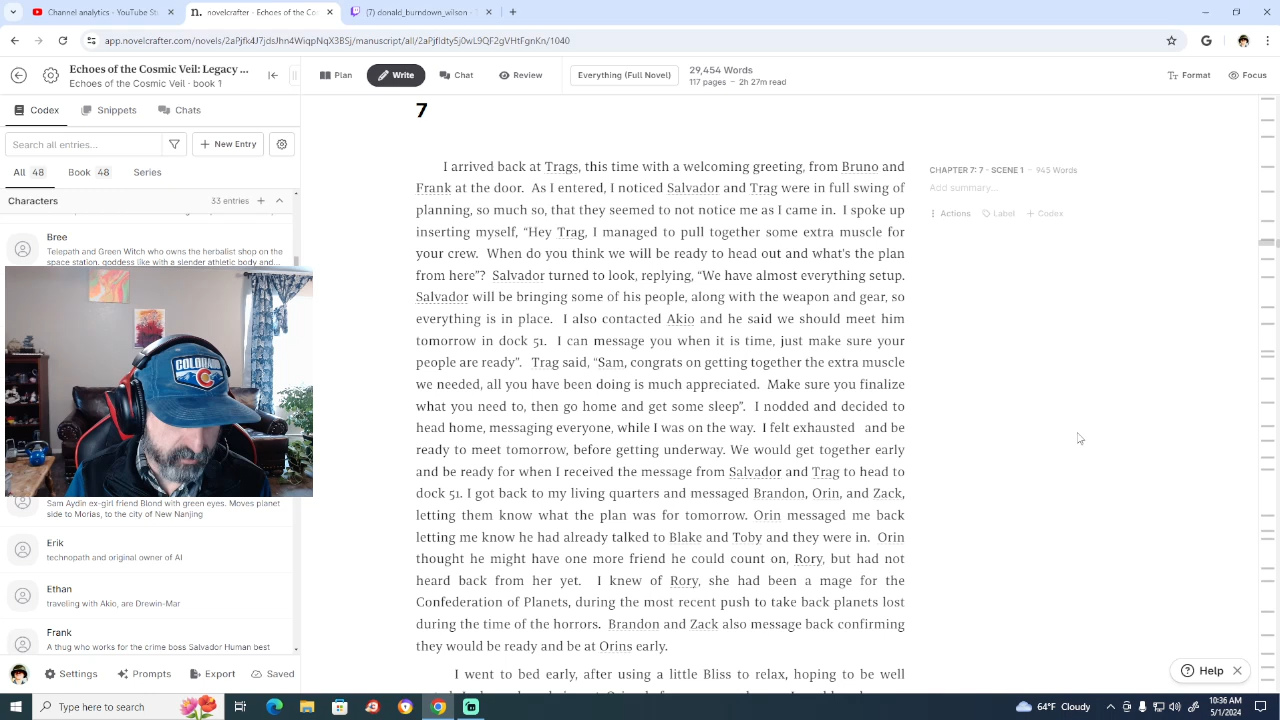 Channel content - YouTube Studi
n. Echoes of the Cosmic Veil: Legac
(1) djnightshade - Twitch
app.novelcrafter.com/s/har/manuscript/all
Echoes of the Cosmic Veil: Legacy ...
Echoes of the Cosmic Veil · book 1
Plan
Write
Chat
Review
Everything (Full Novel)
29,454 Words
117 pages – 2h 27m read
Format
Focus
Codex
Snippets
Chats
Search all entries...
New Entry
All 48
Book 48
Series
Characters
33 entries
Bree
Telepath with Green hair who owns the herbalist shop on the
space station, goddess like with a slender athletic body
Sam Aydin ex-girl friend Blond with green eyes. Moves planet
side to Morias, to the city of New Nanjing
Erik
technopath and original owner of AI
Ethan
traveling with Akio, are Drewin-Mar
Frank
A thug who works for the crime boss Salvador Human best
Settings
Prompts
Export
Saved
COLORADO
7
I arrived back at Trags, this time with a welcoming greeting, from Bruno and
Frank at the door. As I entered, I noticed Salvador and Trag were in full swing of
planning, so much so, that they seemed to not notice me as I came in. I spoke up
inserting myself, “Hey Trag, I managed to pull together some extra muscle for
your crew. When do you think we will be ready to head out and what's the plan
from here”? Salvador turned to look, replying, “We have almost everything setup.
Salvador will be bringing some of his people, along with the weapon and gear, so
everything is in place. I also contacted Akio and he said we should meet him
tomorrow in dock 51. I can message you when it is time, just make sure your
people are ready”. Trag said, “Sam, congrats on getting together the extra muscle
we needed, all you have been doing is much appreciated. Make sure you finalize
what you need to, then go home and get some sleep”. I nodded and decided to
head home, messaging everyone, while I was on the way. I felt exhausted and be
ready to meet tomorrow, before getting underway. We would get together early
and be ready for when I received the message from Salvador and Trag to head to
dock 51. I got back to my living quarters and messaged Brandon, Orin, and Zack,
letting them know what the plan was for tomorrow. Orin messaged me back
letting me know he had already talked to Blake and Toby and they were in. Orin
thought he might have one more friend he could count on, Rory, but had not
heard back from her yet. I knew of Rory, she had been a mage for the
Confederation of Planets, during the most recent push to take back planets lost
during the time of the horrors. Brandon and Zack also message back confirming
they would be ready and be at Orins early.
I went to bed early, after using a little Bliss to relax, hoping to be well
CHAPTER 7: 7 - SCENE 1 – 945 Words
Add summary...
Actions
Label
+ Codex
Help
Type here to search
64°F Cloudy
10:36 AM
5/1/2024